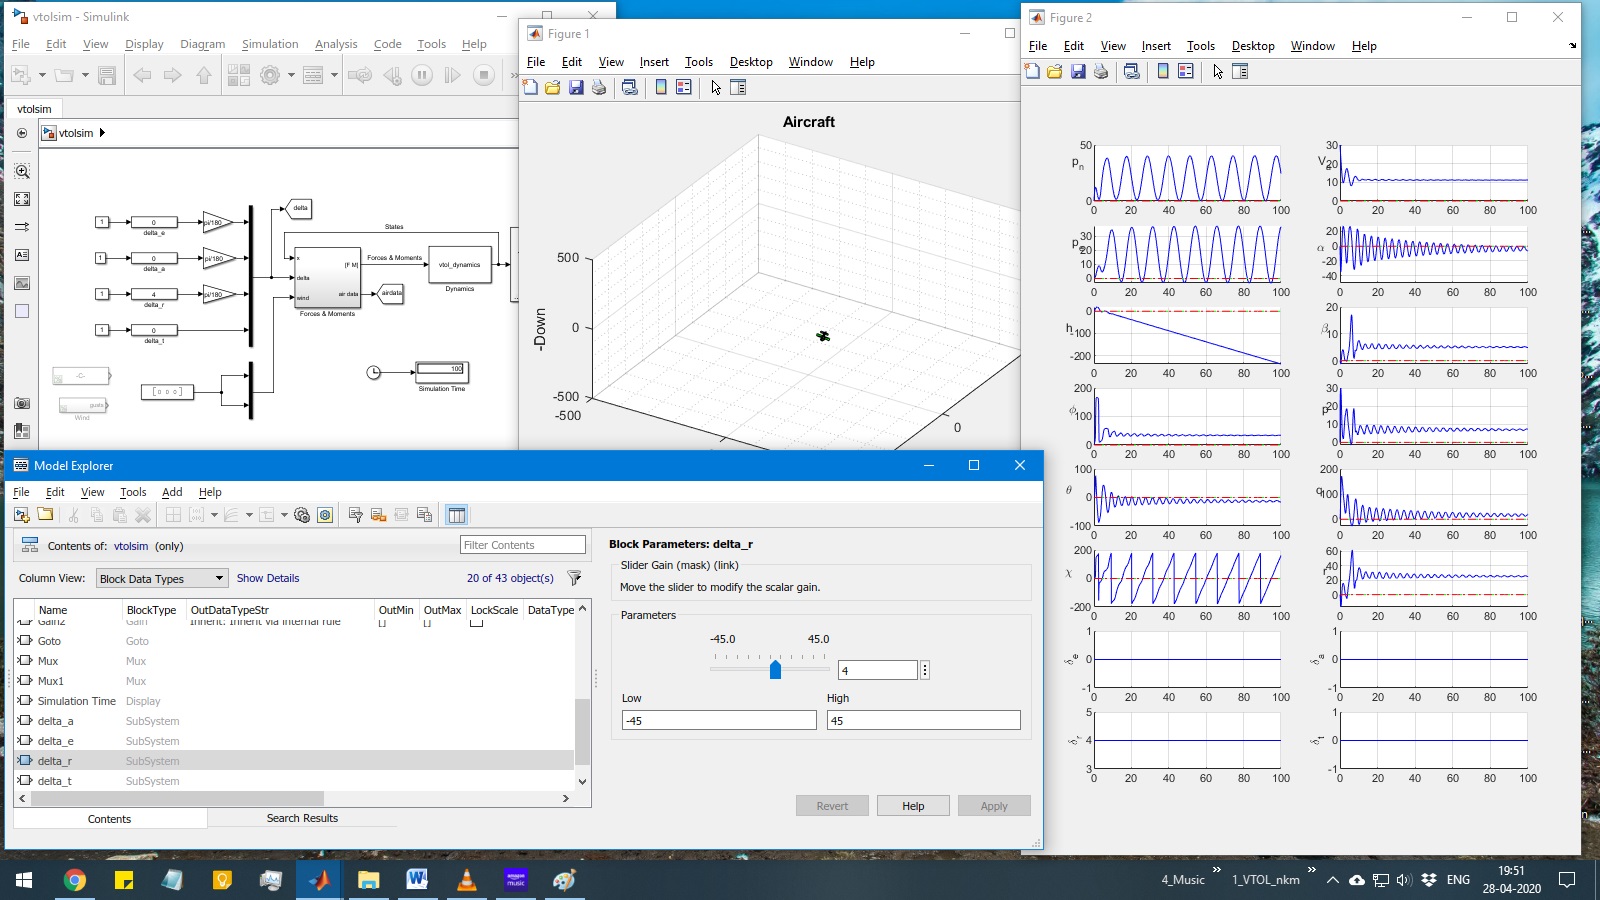 vtolsim - Simulink
File Edit View Display Diagram Simulation Analysis Code Tools Help
vtolsim
vtolsim
delta
1 0 pi/180
delta_e
1 0 pi/180
delta_a
1 4 pi/180
delta_r
1 0
delta_t
States
x
delta
wind
[F M]
air data
Forces & Moments
Forces & Moments
vtol_dynamics
Dynamics
airdata
100
Simulation Time
-C-
gusts
Wind
[ 0 0 0 ]
Figure 1
File Edit View Insert Tools Desktop Window Help
Aircraft
-Down
500
0
-500
-500
0
Figure 2
File Edit View Insert Tools Desktop Window Help
pn
50
0
0 20 40 60 80 100
30
20
10
0
0 20 40 60 80 100
30
20
10
0
0 20 40 60 80 100
α
20
0
-20
-40
0 20 40 60 80 100
h
-100
-200
0 20 40 60 80 100
β
20
10
0
0 20 40 60 80 100
ϕ
200
100
0
0 20 40 60 80 100
p
30
20
10
0
0 20 40 60 80 100
θ
100
0
-100
0 20 40 60 80 100
q
200
100
0
0 20 40 60 80 100
χ
200
0
-200
0 20 40 60 80 100
r
60
40
20
0
0 20 40 60 80 100
δe
1
0
-1
0 20 40 60 80 100
δa
1
0
-1
0 20 40 60 80 100
δr
5
4
3
0 20 40 60 80 100
δt
1
0
-1
0 20 40 60 80 100
Model Explorer
File Edit View Tools Add Help
Contents of: vtolsim (only)
Filter Contents
Column View: Block Data Types Show Details 20 of 43 object(s)
Name BlockType OutDataTypeStr OutMin OutMax LockScale DataType
Gain2 Gain Inherit: Inherit via internal rule [] []
Goto Goto
Mux Mux
Mux1 Mux
Simulation Time Display
delta_a SubSystem
delta_e SubSystem
delta_r SubSystem
delta_t SubSystem
Contents Search Results
Block Parameters: delta_r
Slider Gain (mask) (link)
Move the slider to modify the scalar gain.
Parameters
-45.0 45.0
4
Low High
-45 45
Revert Help Apply
amazon music
4_Music » 1_VTOL_nkm » ENG
19:51
28-04-2020